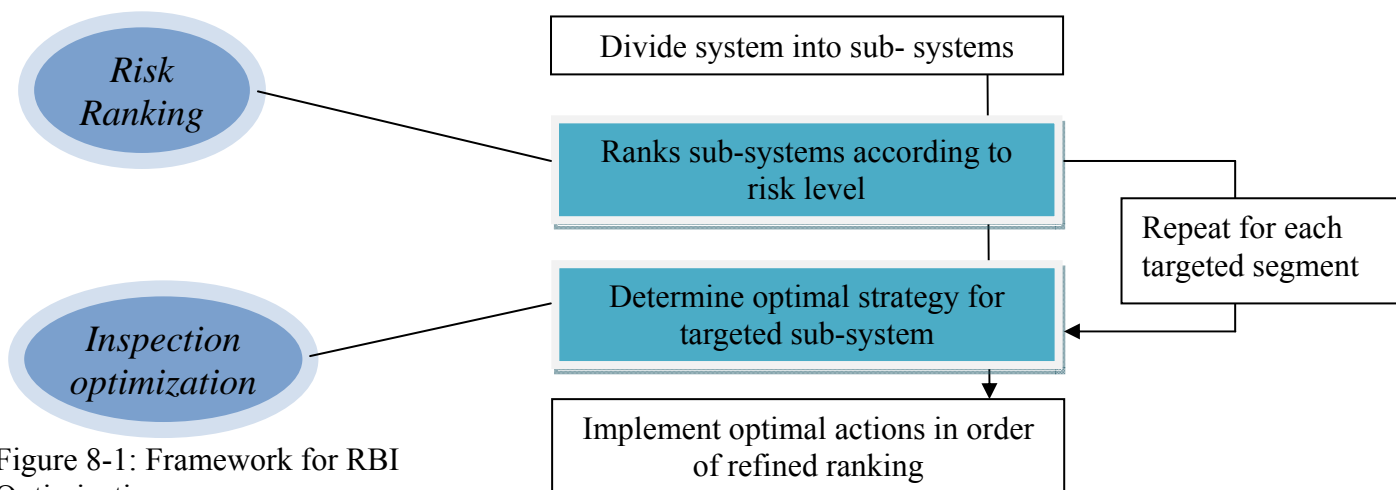 Divide system into sub- systems
Risk
Ranking
Ranks sub-systems according to
risk level
Repeat for each
targeted segment
Determine optimal strategy for
targeted sub-system
Inspection
optimization
Implement optimal actions in order
of refined ranking
Figure 8-1: Framework for RBI